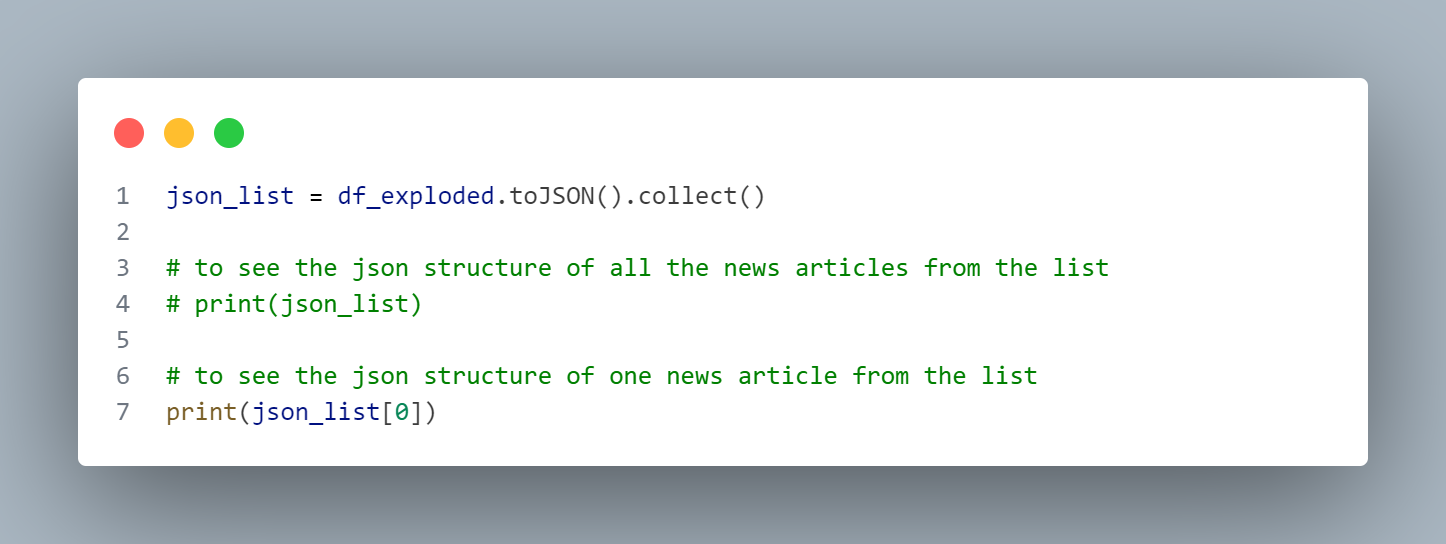 1 json_list = df_exploded.toJSON().collect()
2
3 # to see the json structure of all the news articles from the list
4 # print(json_list)
5
6 # to see the json structure of one news article from the list
7 print(json_list[0])